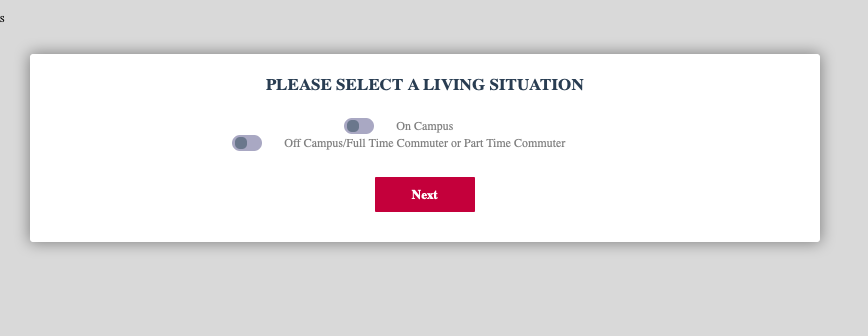 s
PLEASE SELECT A LIVING SITUATION
On Campus
Off Campus/Full Time Commuter or Part Time Commuter
Next